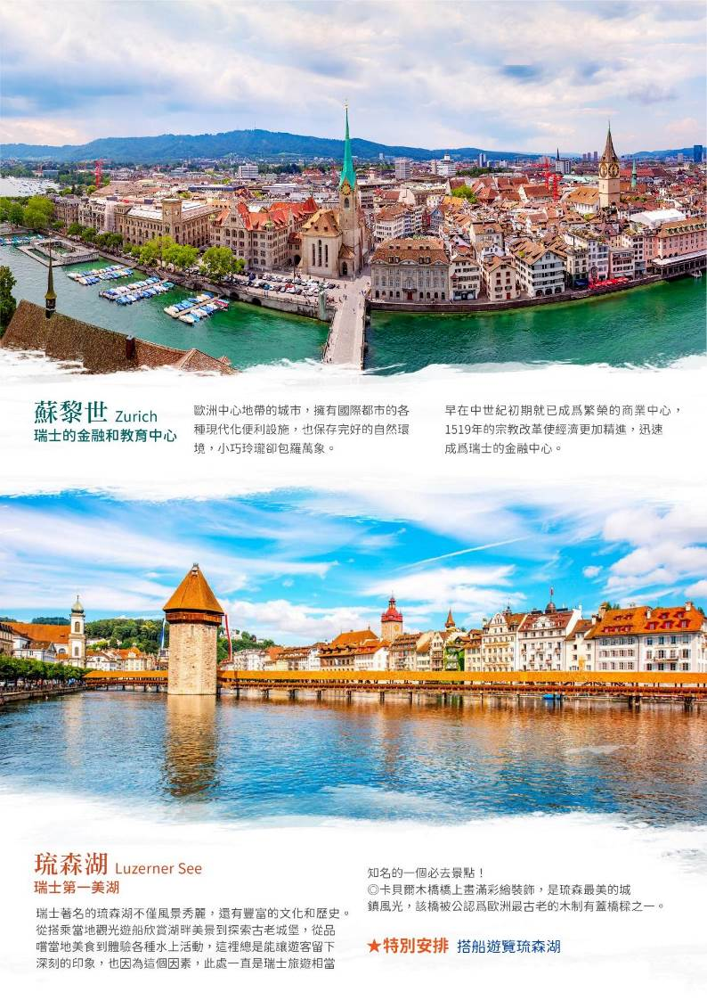 蘇黎世 Zurich
瑞士的金融和教育中心
歐洲中心地帶的城市，擁有國際都市的各
種現代化便利設施，也保存完好的自然環
境，小巧玲瓏卻包羅萬象。
早在中世紀初期就已成爲繁榮的商業中心，
1519年的宗教改革使經濟更加精進，迅速
成爲瑞士的金融中心。
琉森湖 Luzerner See
瑞士第一美湖
瑞士著名的琉森湖不僅風景秀麗，還有豐富的文化和歷史。
從搭乘當地觀光遊船欣賞湖畔美景到探索古老城堡，從品
嚐當地美食到體驗各種水上活動，這裡總是能讓遊客留下
深刻的印象，也因為這個因素，此處一直是瑞士旅遊相當
知名的一個必去景點！
◎卡貝爾木橋橋上畫滿彩繪裝飾，是琉森最美的城
鎮風光，該橋被公認爲歐洲最古老的木制有蓋橋樑之一。
★特別安排 搭船遊覽琉森湖